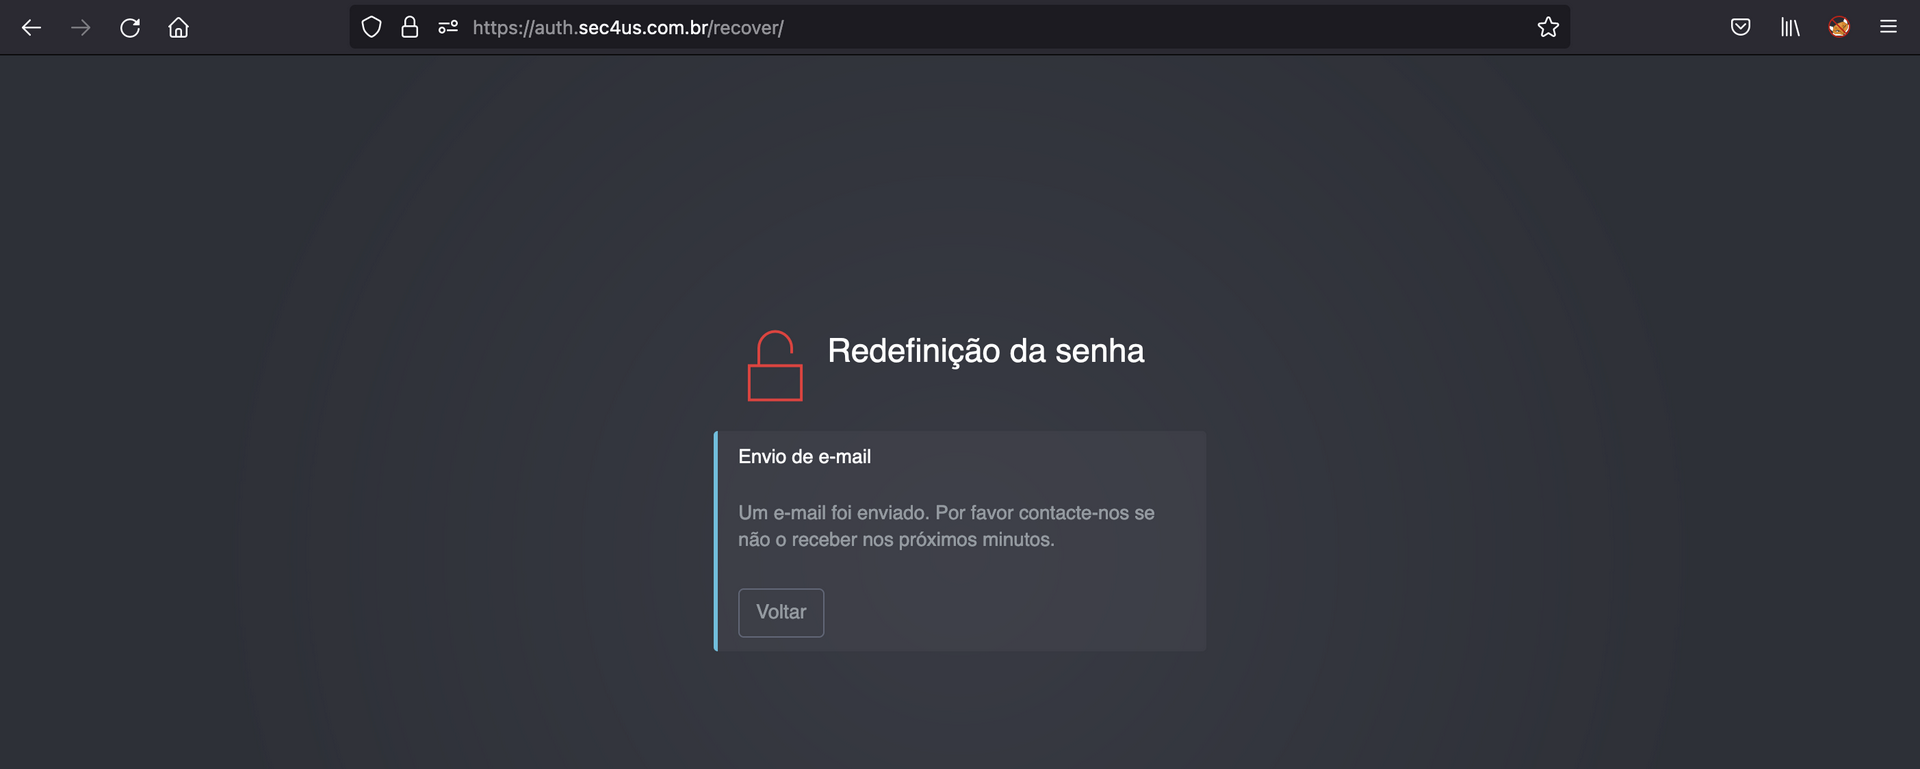 https://auth.sec4us.com.br/recover/
Redefinição da senha
Envio de e-mail
Um e-mail foi enviado. Por favor contacte-nos se
não o receber nos próximos minutos.
Voltar